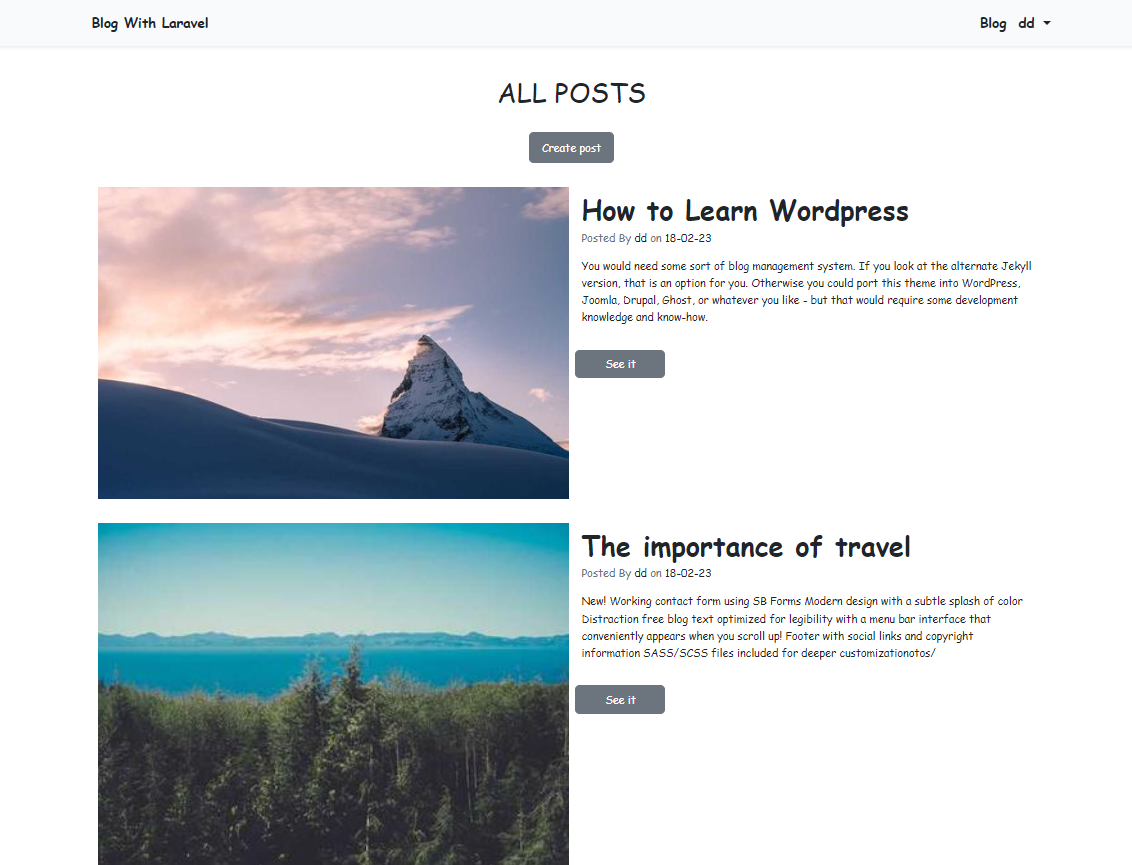 Blog With Laravel
Blog dd
ALL POSTS
Create post
How to Learn Wordpress
Posted By dd on 18-02-23
You would need some sort of blog management system. If you look at the alternate Jekyll
version, that is an option for you. Otherwise you could port this theme into WordPress,
Joomla, Drupal, Ghost, or whatever you like - but that would require some development
knowledge and know-how.
See it
The importance of travel
Posted By dd on 18-02-23
New! Working contact form using SB Forms Modern design with a subtle splash of color
Distraction free blog text optimized for legibility with a menu bar interface that
conveniently appears when you scroll up! Footer with social links and copyright
information SASS/SCSS files included for deeper customizationotos/
See it